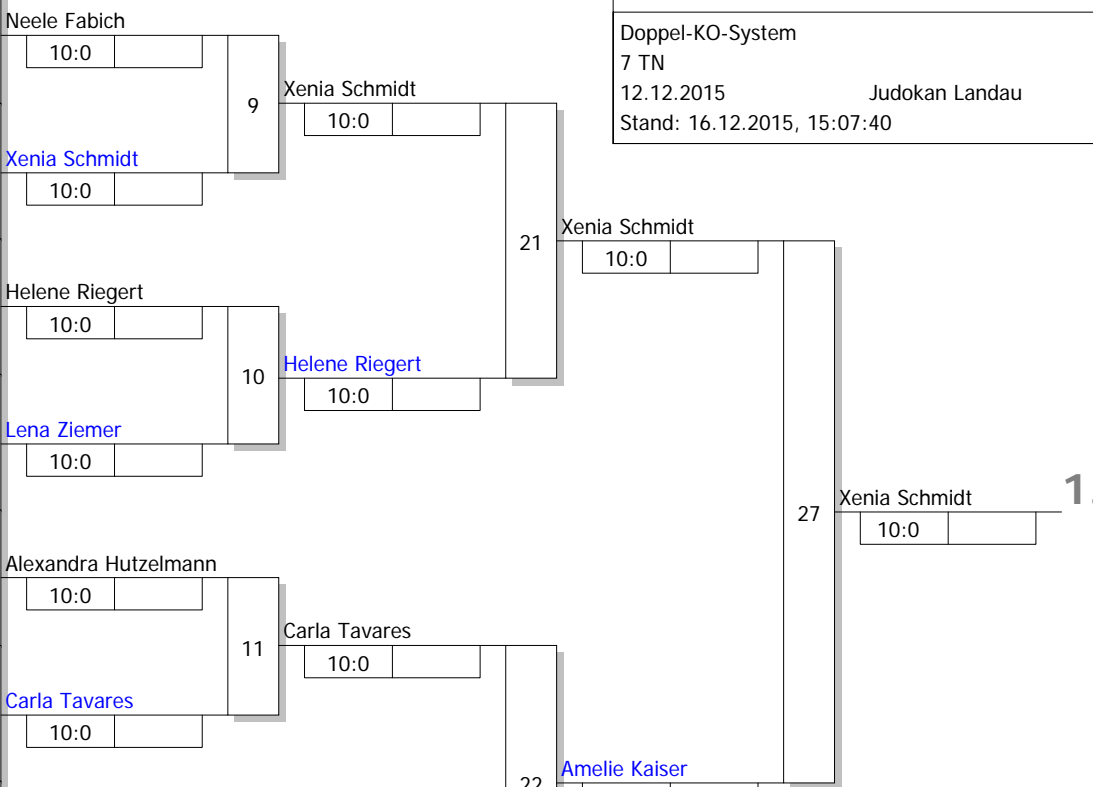 Neele Fabich
10:0
9
Xenia Schmidt
10:0
Xenia Schmidt
10:0
Doppel-KO-System
7 TN
12.12.2015 Judokan Landau
Stand: 16.12.2015, 15:07:40
21
Xenia Schmidt
10:0
Helene Riegert
10:0
10
Helene Riegert
10:0
Lena Ziemer
10:0
27
Xenia Schmidt
10:0
1.
Alexandra Hutzelmann
10:0
11
Carla Tavares
10:0
Carla Tavares
10:0
22
Amelie Kaiser